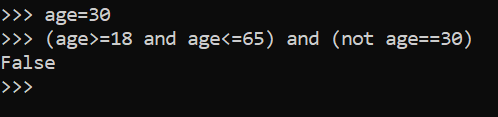 >>> age=30
>>> (age>=18 and age<=65) and (not age==30)
False
>>>